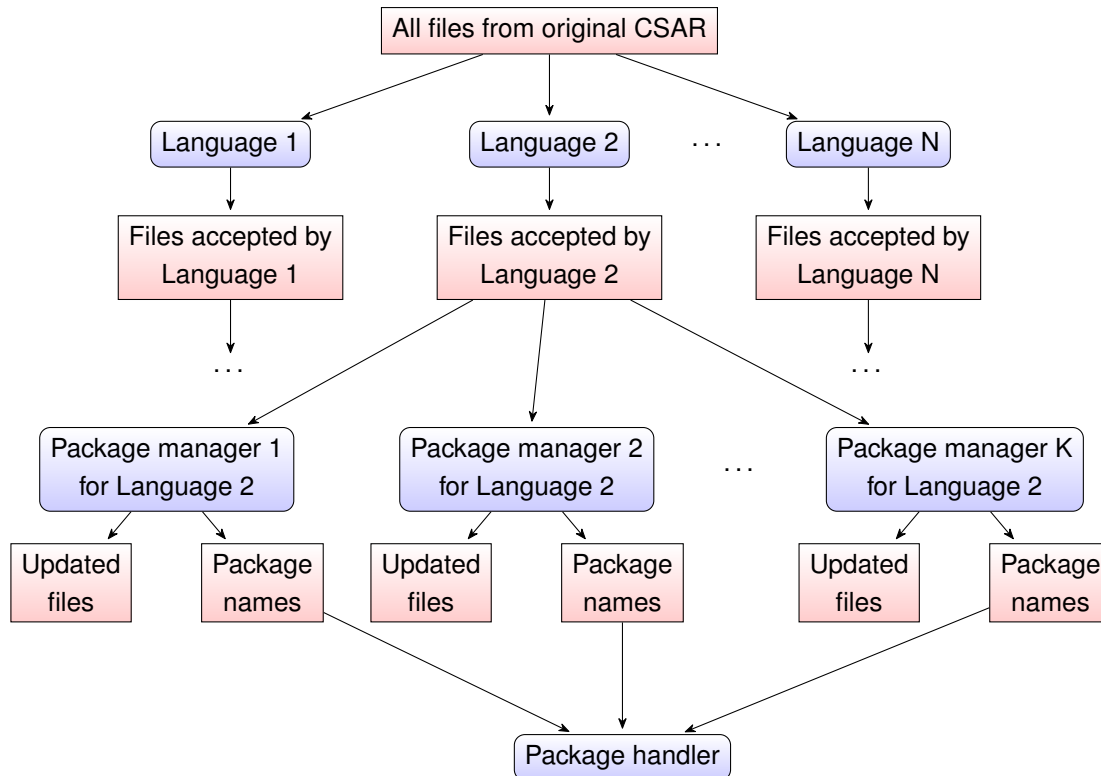 All files from original CSAR
Language 1
Language 2
. . .
Language N
Files accepted by
Language 1
Files accepted by
Language 2
Files accepted by
Language N
. . .
. . .
Package manager 1
for Language 2
Package manager 2
for Language 2
. . .
Package manager K
for Language 2
Updated
files
Package
names
Updated
files
Package
names
Updated
files
Package
names
Package handler